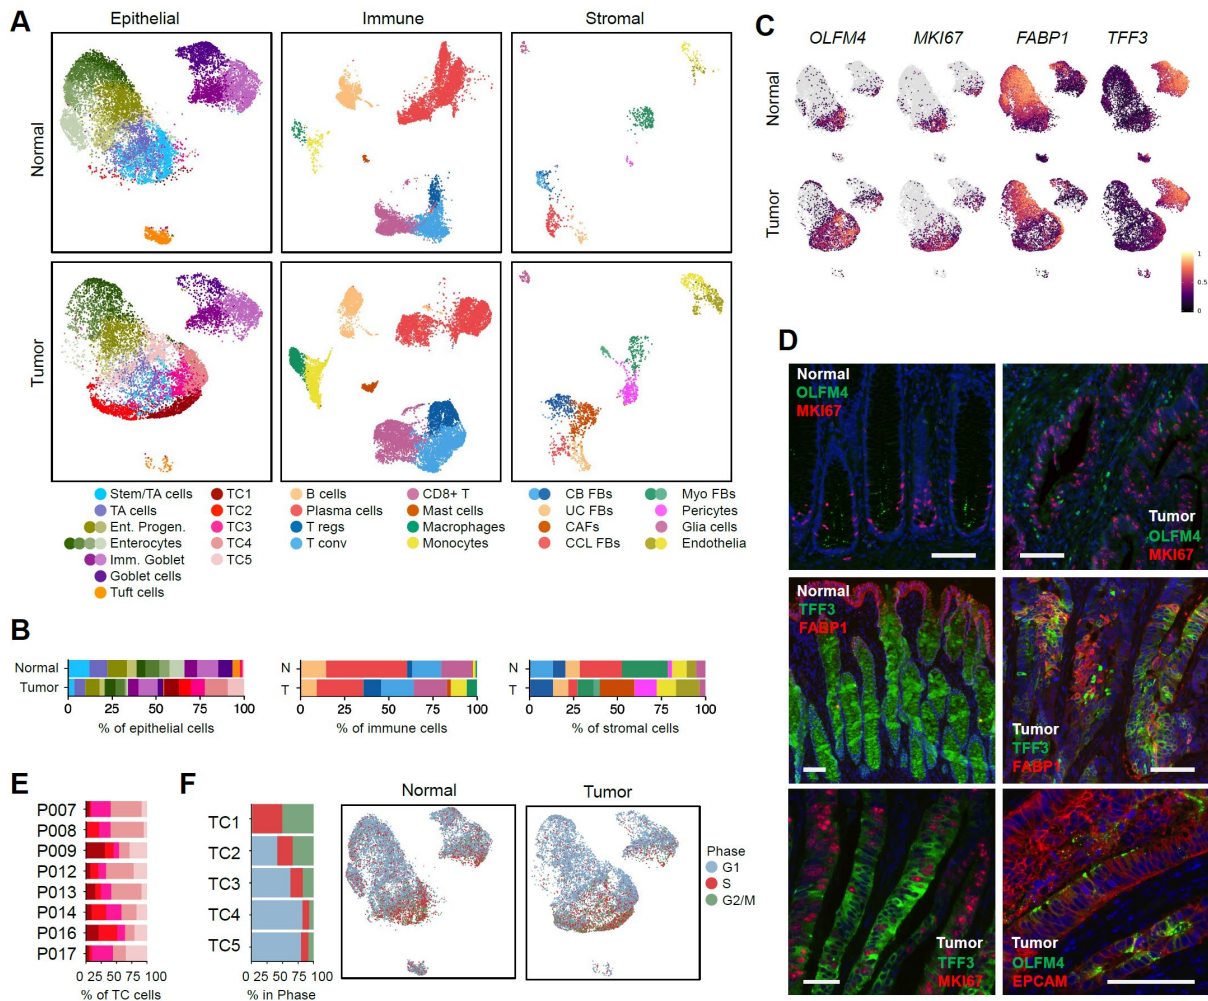 A
Epithelial
Immune
Stromal
Normal
Tumor
Stem/TA cells
TA cells
Ent. Progen.
Enterocytes
Imm. Goblet
Goblet cells
Tuft cells
TC1
TC2
TC3
TC4
TC5
B cells
Plasma cells
T regs
T conv
CD8+ T
Mast cells
Macrophages
Monocytes
CB FBs
UC FBs
CAFs
CCL FBs
Myo FBs
Pericytes
Glia cells
Endothelia
B
Normal
Tumor
0 25 50 75 100
% of epithelial cells
N
T
0 25 50 75 100
% of immune cells
N
T
0 25 50 75 100
% of stromal cells
C
OLFM4 MKI67 FABP1 TFF3
Normal
Tumor
1
0.5
0
D
Normal
OLFM4
MKI67
Tumor
OLFM4
MKI67
Normal
TFF3
FABP1
Tumor
TFF3
FABP1
Tumor
TFF3
MKI67
Tumor
OLFM4
EPCAM
E
P007
P008
P009
P012
P013
P014
P016
P017
0 25 50 75 100
% of TC cells
F
TC1
TC2
TC3
TC4
TC5
0 25 50 75 100
% in Phase
Normal
Tumor
Phase
G1
S
G2/M